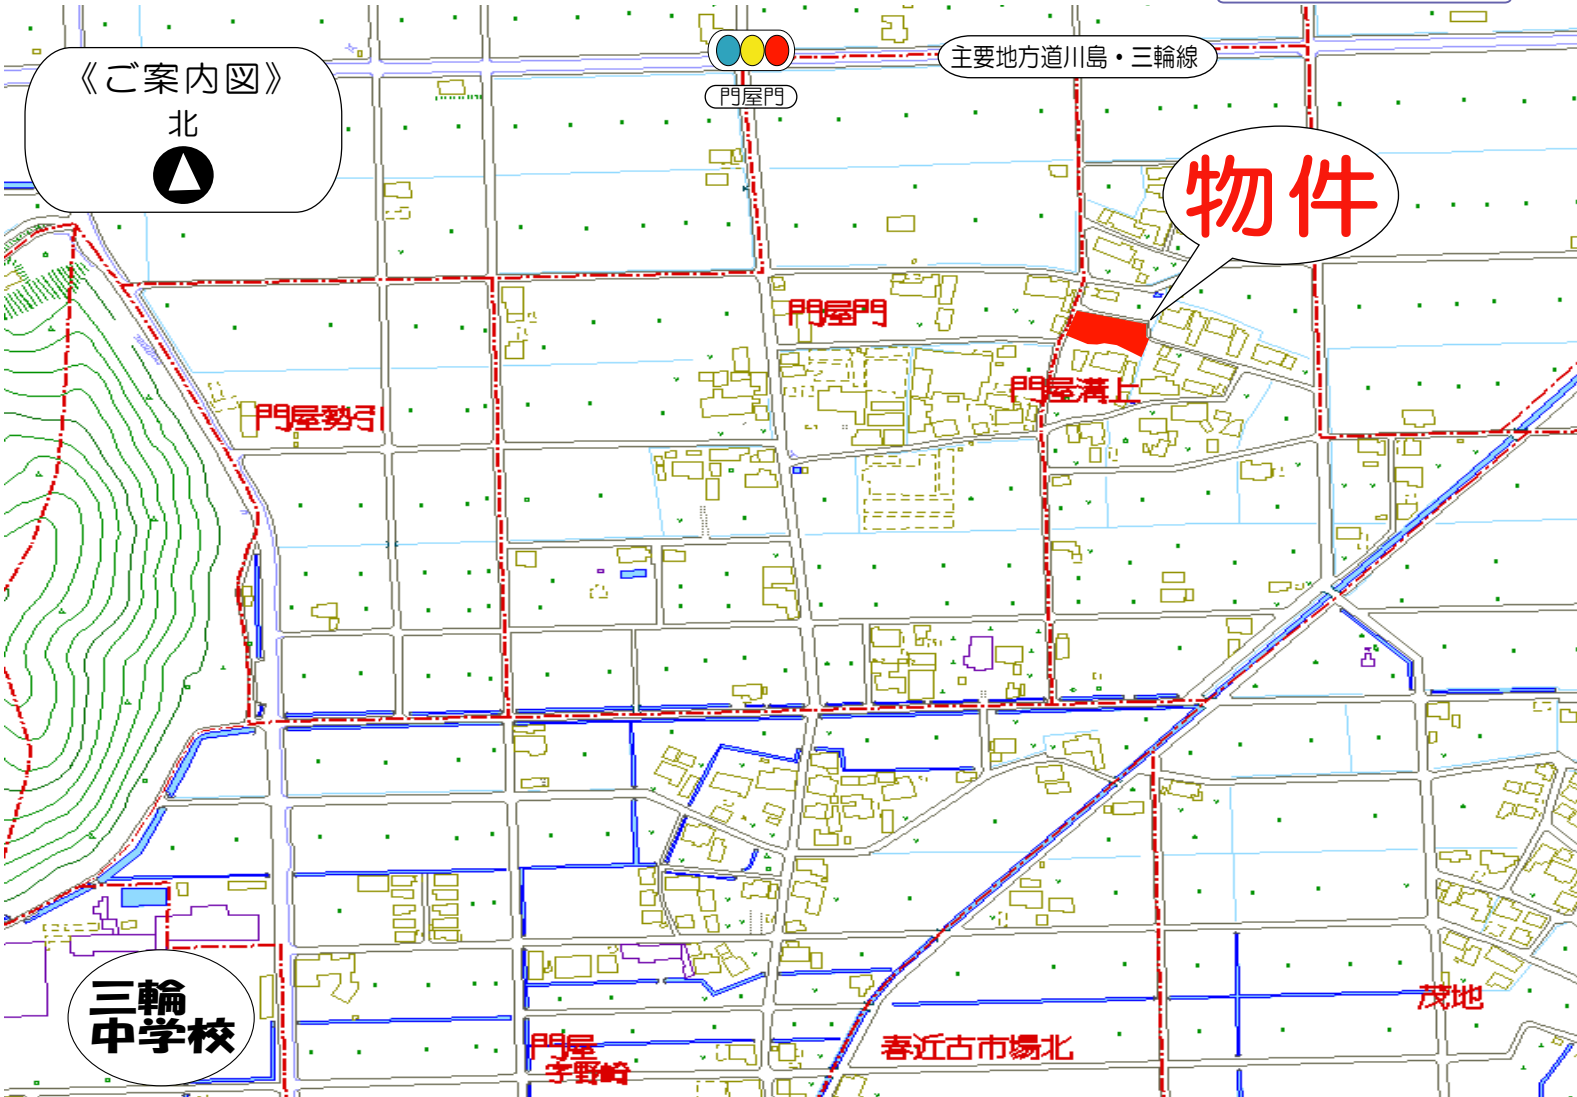 《ご案内図》
北
門屋門
主要地方道川島・三輪線
物件
門屋門
門屋溝上
門屋勢引
三輪
中学校
門屋
字野崎
春近古市場北
茂地